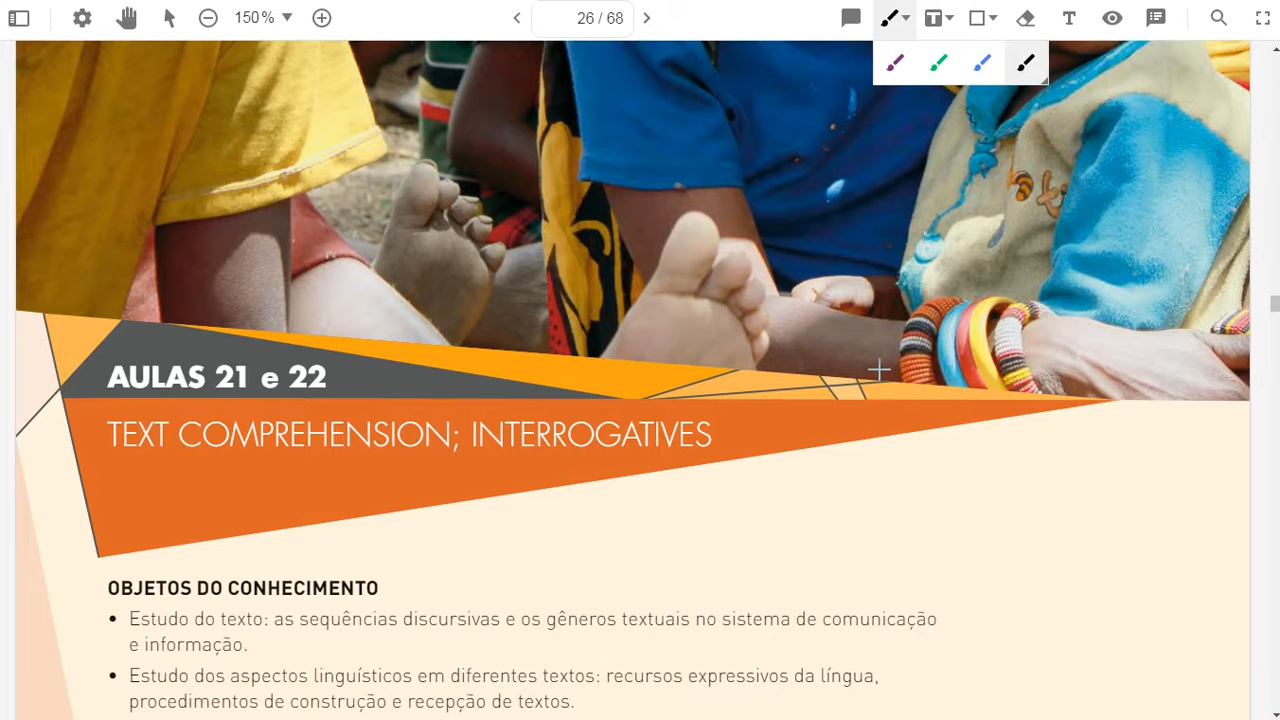 150%
26 / 68
AULAS 21 e 22
TEXT COMPREHENSION; INTERROGATIVES
OBJETOS DO CONHECIMENTO
• Estudo do texto: as sequências discursivas e os gêneros textuais no sistema de comunicação
e informação.
• Estudo dos aspectos linguísticos em diferentes textos: recursos expressivos da língua,
procedimentos de construção e recepção de textos.